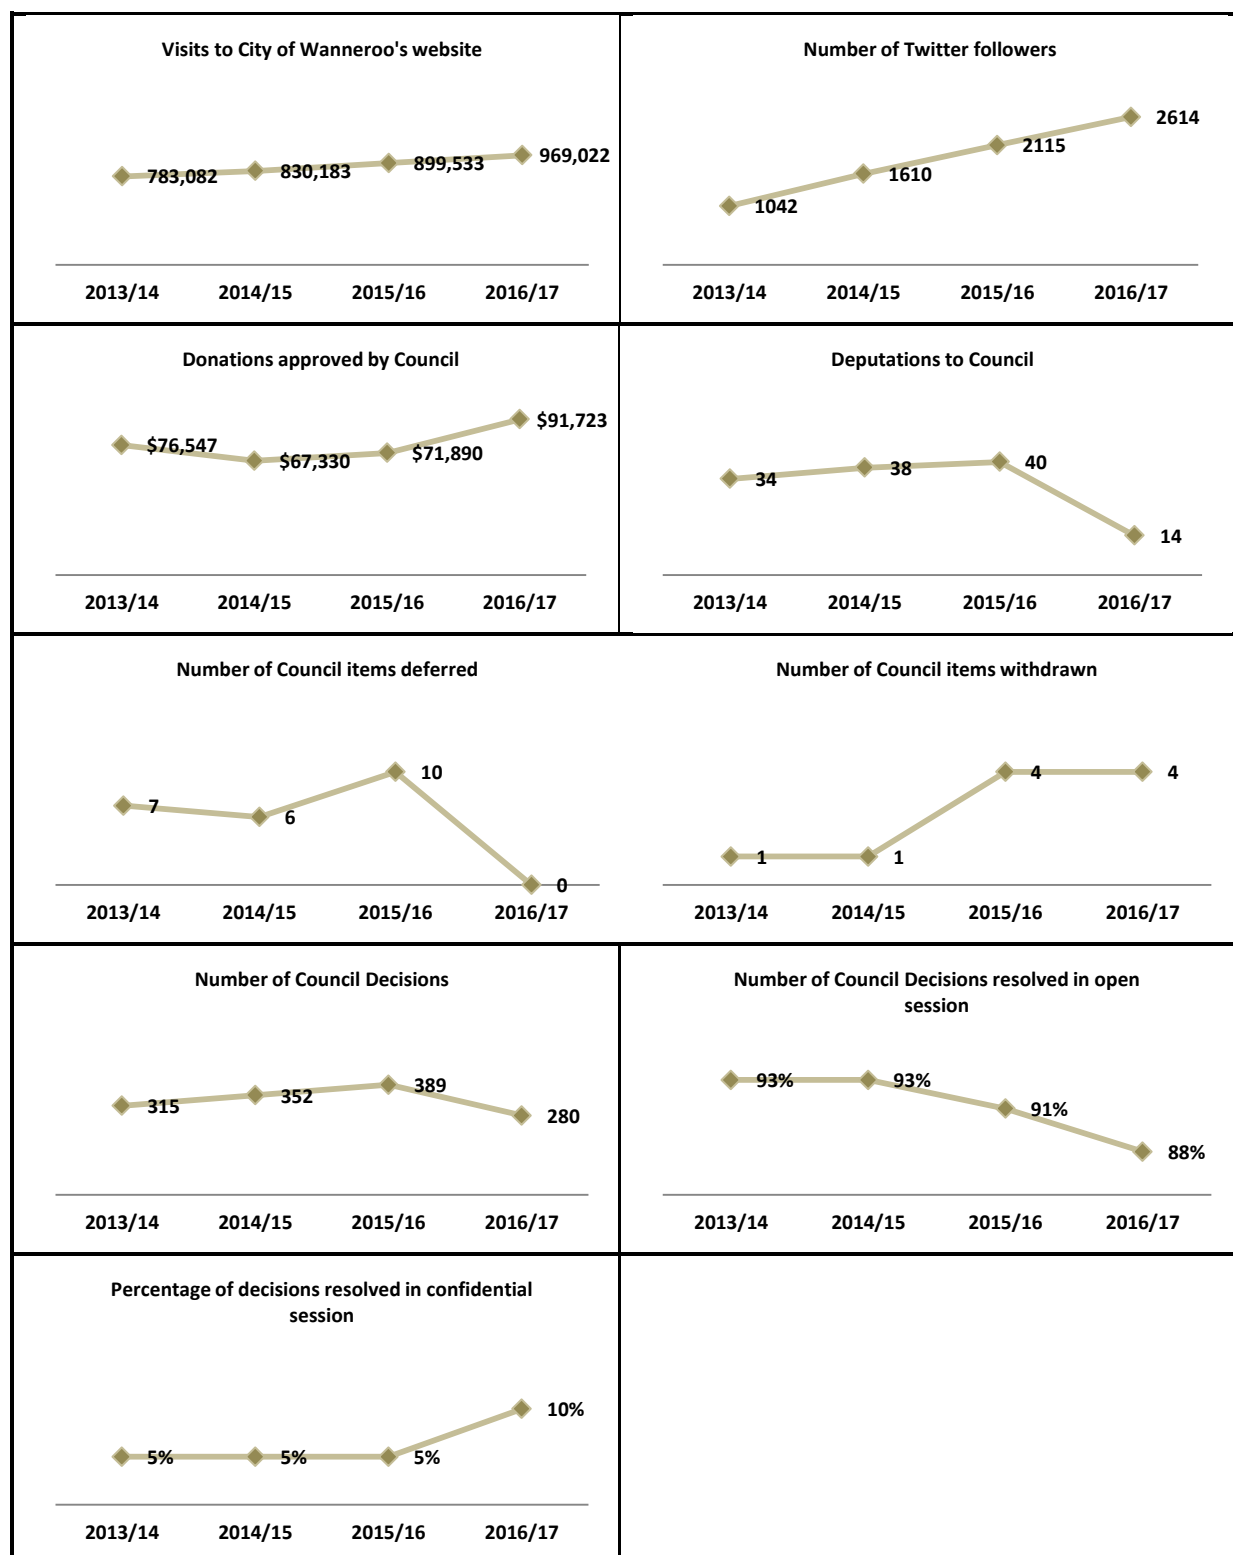 Visits to City of Wanneroo's website
783,082
830,183
899,533
969,022
2013/14 2014/15 2015/16 2016/17
Number of Twitter followers
1042
1610
2115
2614
2013/14 2014/15 2015/16 2016/17
Donations approved by Council
$76,547
$67,330
$71,890
$91,723
2013/14 2014/15 2015/16 2016/17
Deputations to Council
34
38
40
14
2013/14 2014/15 2015/16 2016/17
Number of Council items deferred
7
6
10
0
2013/14 2014/15 2015/16 2016/17
Number of Council items withdrawn
1
1
4
4
2013/14 2014/15 2015/16 2016/17
Number of Council Decisions
315
352
389
280
2013/14 2014/15 2015/16 2016/17
Number of Council Decisions resolved in open
session
93%
93%
91%
88%
2013/14 2014/15 2015/16 2016/17
Percentage of decisions resolved in confidential
session
5%
5%
5%
10%
2013/14 2014/15 2015/16 2016/17